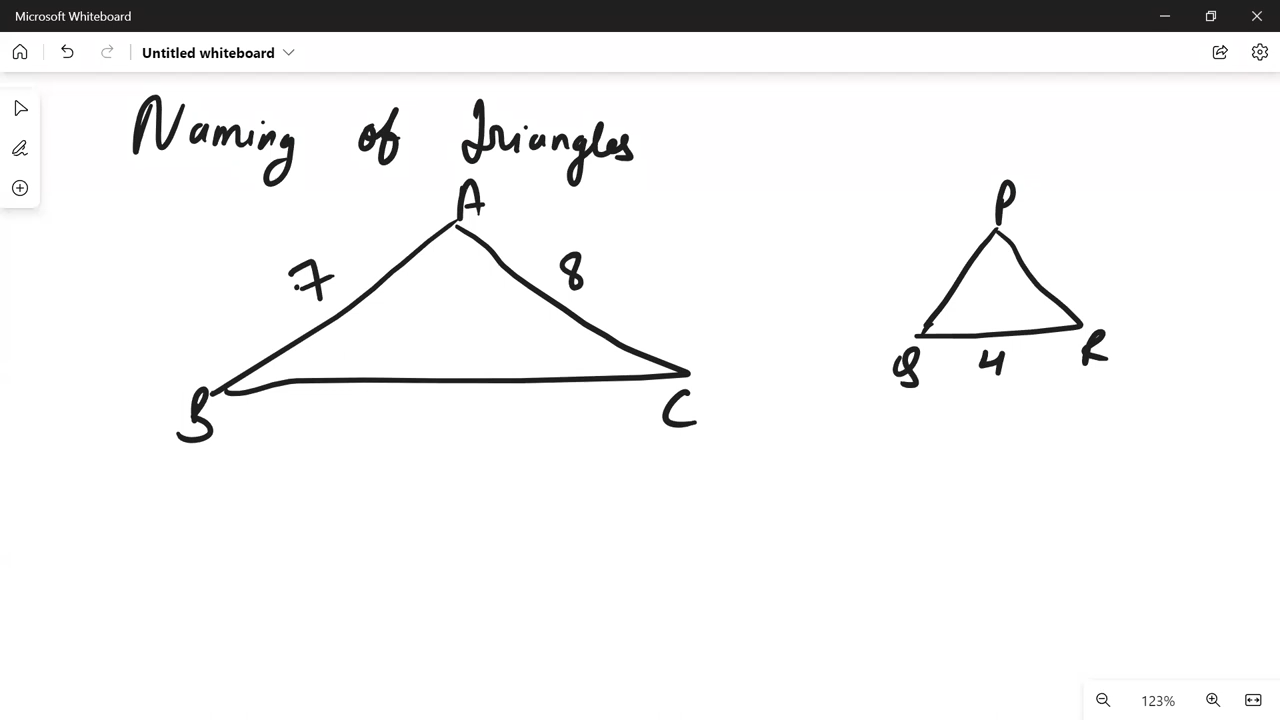 Microsoft Whiteboard
Untitled whiteboard
Naming of Triangles
A
P
7
8
B
C
Q
4
R
123%